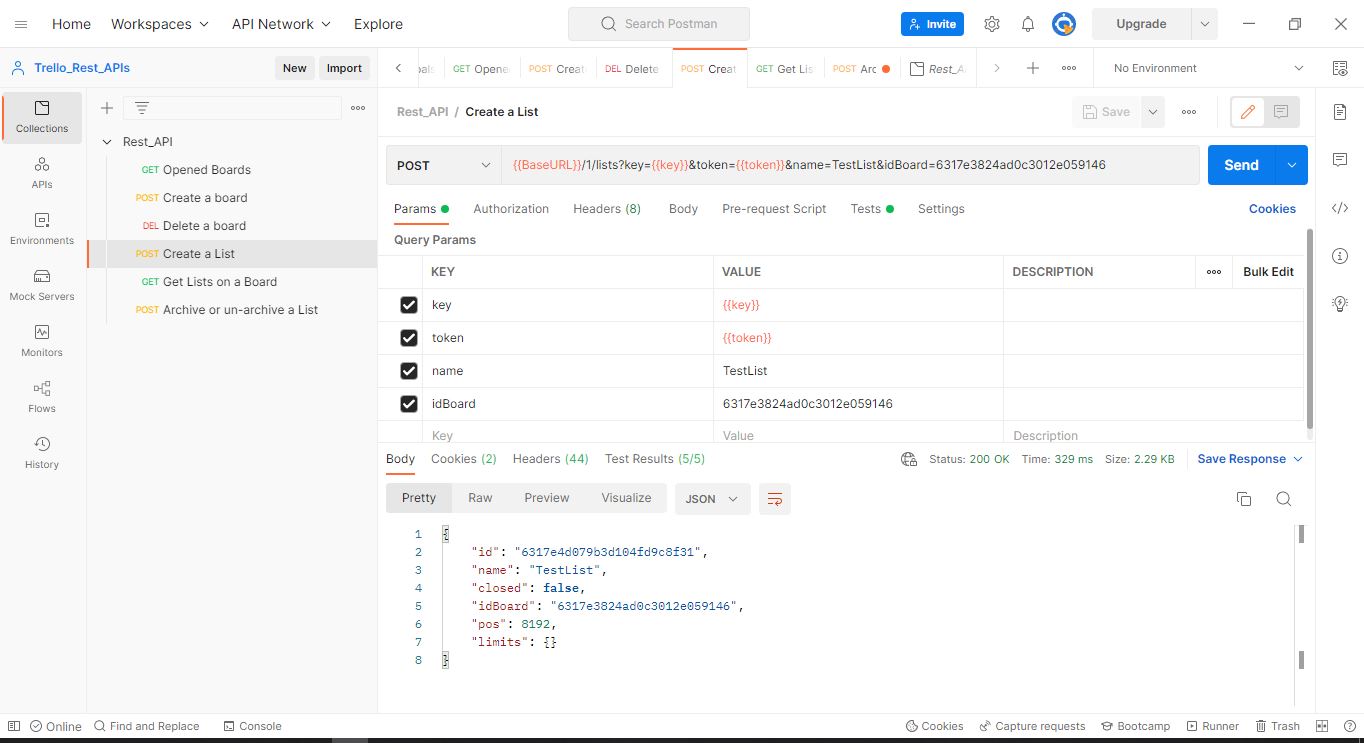 Home Workspaces API Network Explore Search Postman Invite Upgrade
Trello_Rest_APIs New Import
GET Opene POST Creat DEL Delete POST Creat GET Get Lis POST Arc Rest_A No Environment
Collections
APIs
Environments
Mock Servers
Monitors
Flows
History
Rest_API
GET Opened Boards
POST Create a board
DEL Delete a board
POST Create a List
GET Get Lists on a Board
POST Archive or un-archive a List
Rest_API / Create a List Save
POST {{BaseURL}}/1/lists?key={{key}}&token={{token}}&name=TestList&idBoard=6317e3824ad0c3012e059146 Send
Params Authorization Headers (8) Body Pre-request Script Tests Settings Cookies
Query Params
KEY VALUE DESCRIPTION Bulk Edit
key {{key}}
token {{token}}
name TestList
idBoard 6317e3824ad0c3012e059146
Key Value Description
Body Cookies (2) Headers (44) Test Results (5/5) Status: 200 OK Time: 329 ms Size: 2.29 KB Save Response
Pretty Raw Preview Visualize JSON
1 {
2 "id": "6317e4d079b3d104fd9c8f31",
3 "name": "TestList",
4 "closed": false,
5 "idBoard": "6317e3824ad0c3012e059146",
6 "pos": 8192,
7 "limits": {}
8 }
Online Find and Replace Console Cookies Capture requests Bootcamp Runner Trash